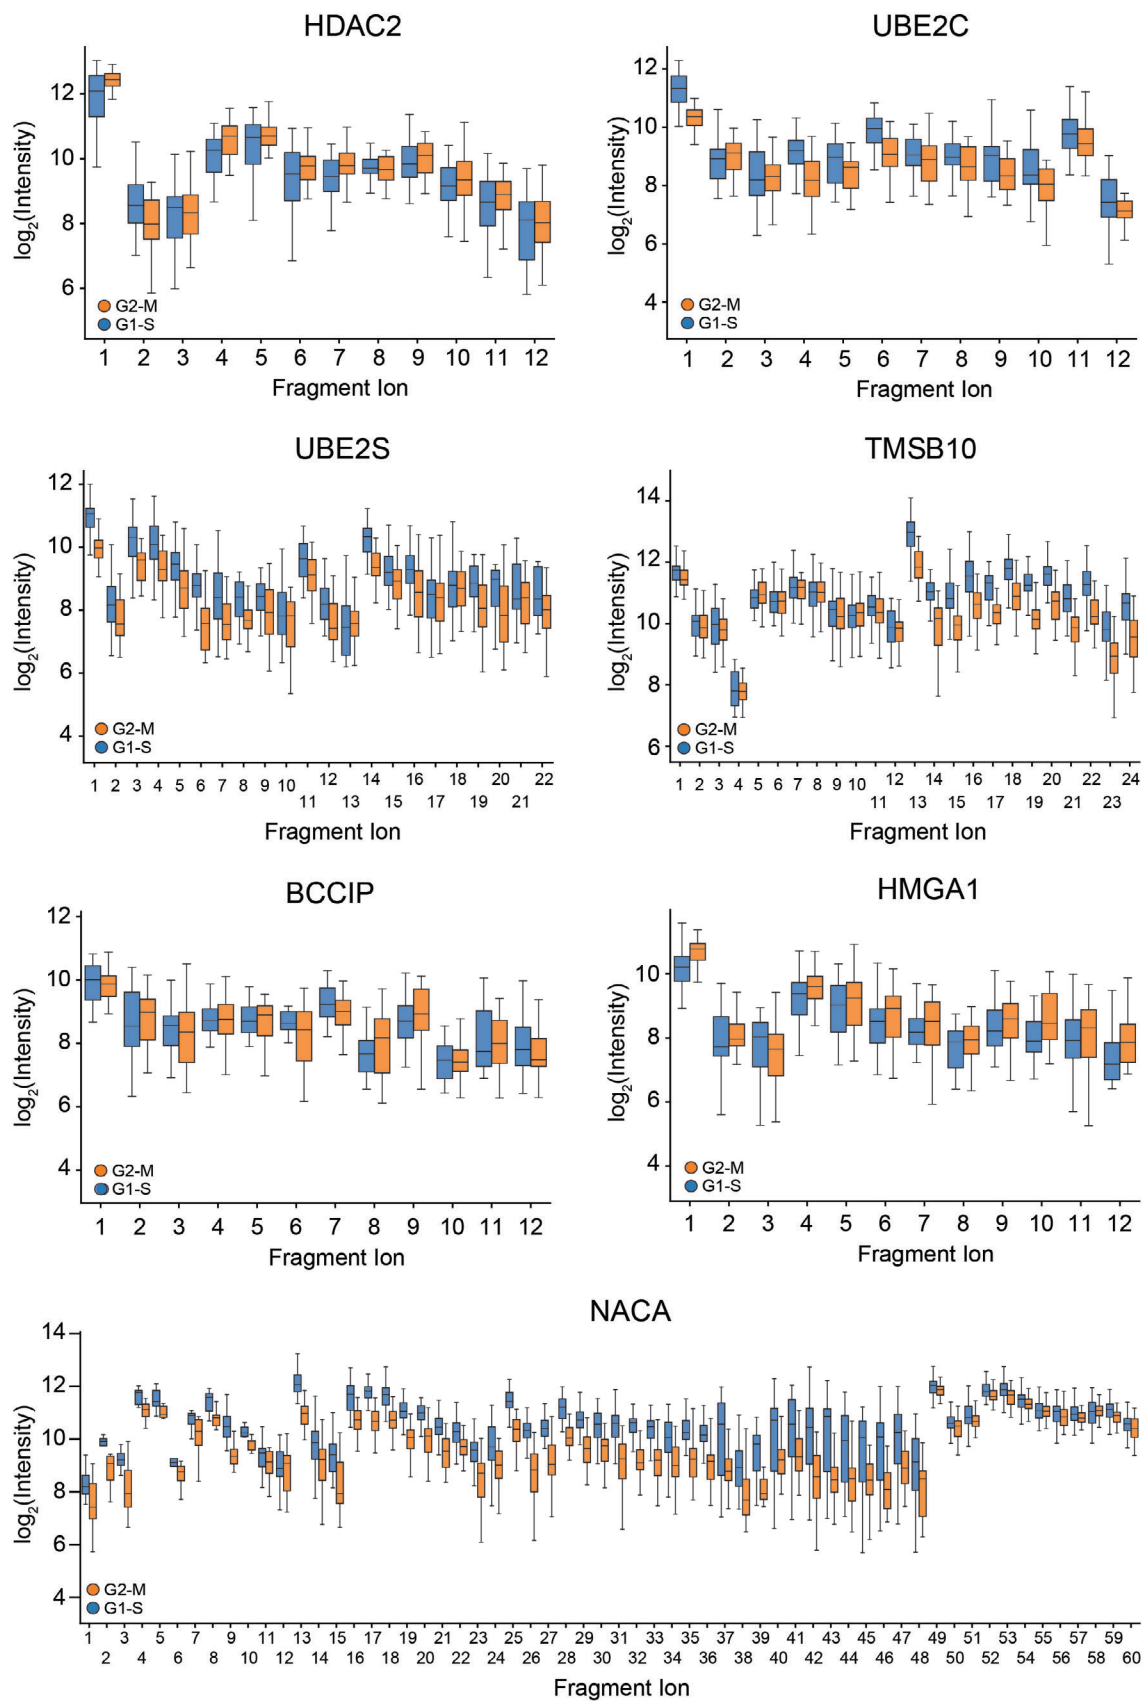 HDAC2
log₂(Intensity)
12
10
8
6
G2-M
G1-S
1 2 3 4 5 6 7 8 9 10 11 12
Fragment Ion
UBE2C
log₂(Intensity)
12
10
8
6
4
G2-M
G1-S
1 2 3 4 5 6 7 8 9 10 11 12
Fragment Ion
UBE2S
log₂(Intensity)
12
10
8
6
4
G2-M
G1-S
1 2 3 4 5 6 7 8 9 10 12 14 16 18 20 22
11 13 15 17 19 21
Fragment Ion
TMSB10
log₂(Intensity)
14
12
10
8
6
G2-M
G1-S
1 2 3 4 5 6 7 8 9 10 12 14 16 18 20 22 24
11 13 15 17 19 21 23
Fragment Ion
BCCIP
log₂(Intensity)
12
10
8
6
4
G2-M
G1-S
1 2 3 4 5 6 7 8 9 10 11 12
Fragment Ion
HMGA1
log₂(Intensity)
10
8
6
4
G2-M
G1-S
1 2 3 4 5 6 7 8 9 10 11 12
Fragment Ion
NACA
log₂(Intensity)
14
12
10
8
6
4
G2-M
G1-S
1 3 5 7 9 11 13 15 17 19 21 23 25 27 29 31 33 35 37 39 41 43 45 47 49 51 53 55 57 59
2 4 6 8 10 12 14 16 18 20 22 24 26 28 30 32 34 36 38 40 42 44 46 48 50 52 54 56 58 60
Fragment Ion